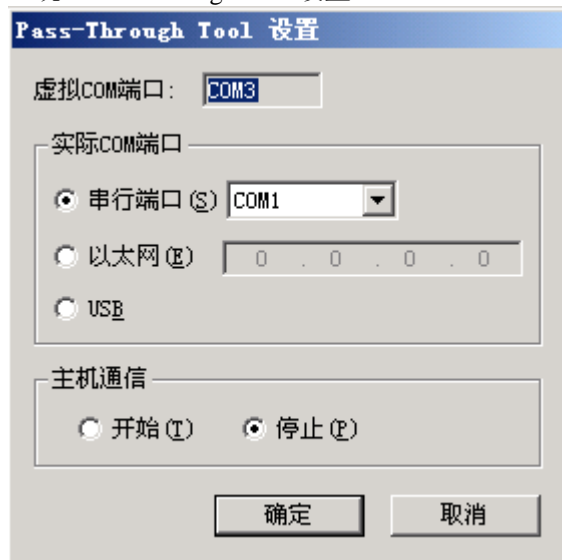 Pass-Through Tool 设置
虚拟COM端口: COM3
实际COM端口
串行端口(S) COM1
以太网(E) 0 . 0 . 0 . 0
USB
主机通信
开始(T) 停止(P)
确定 取消